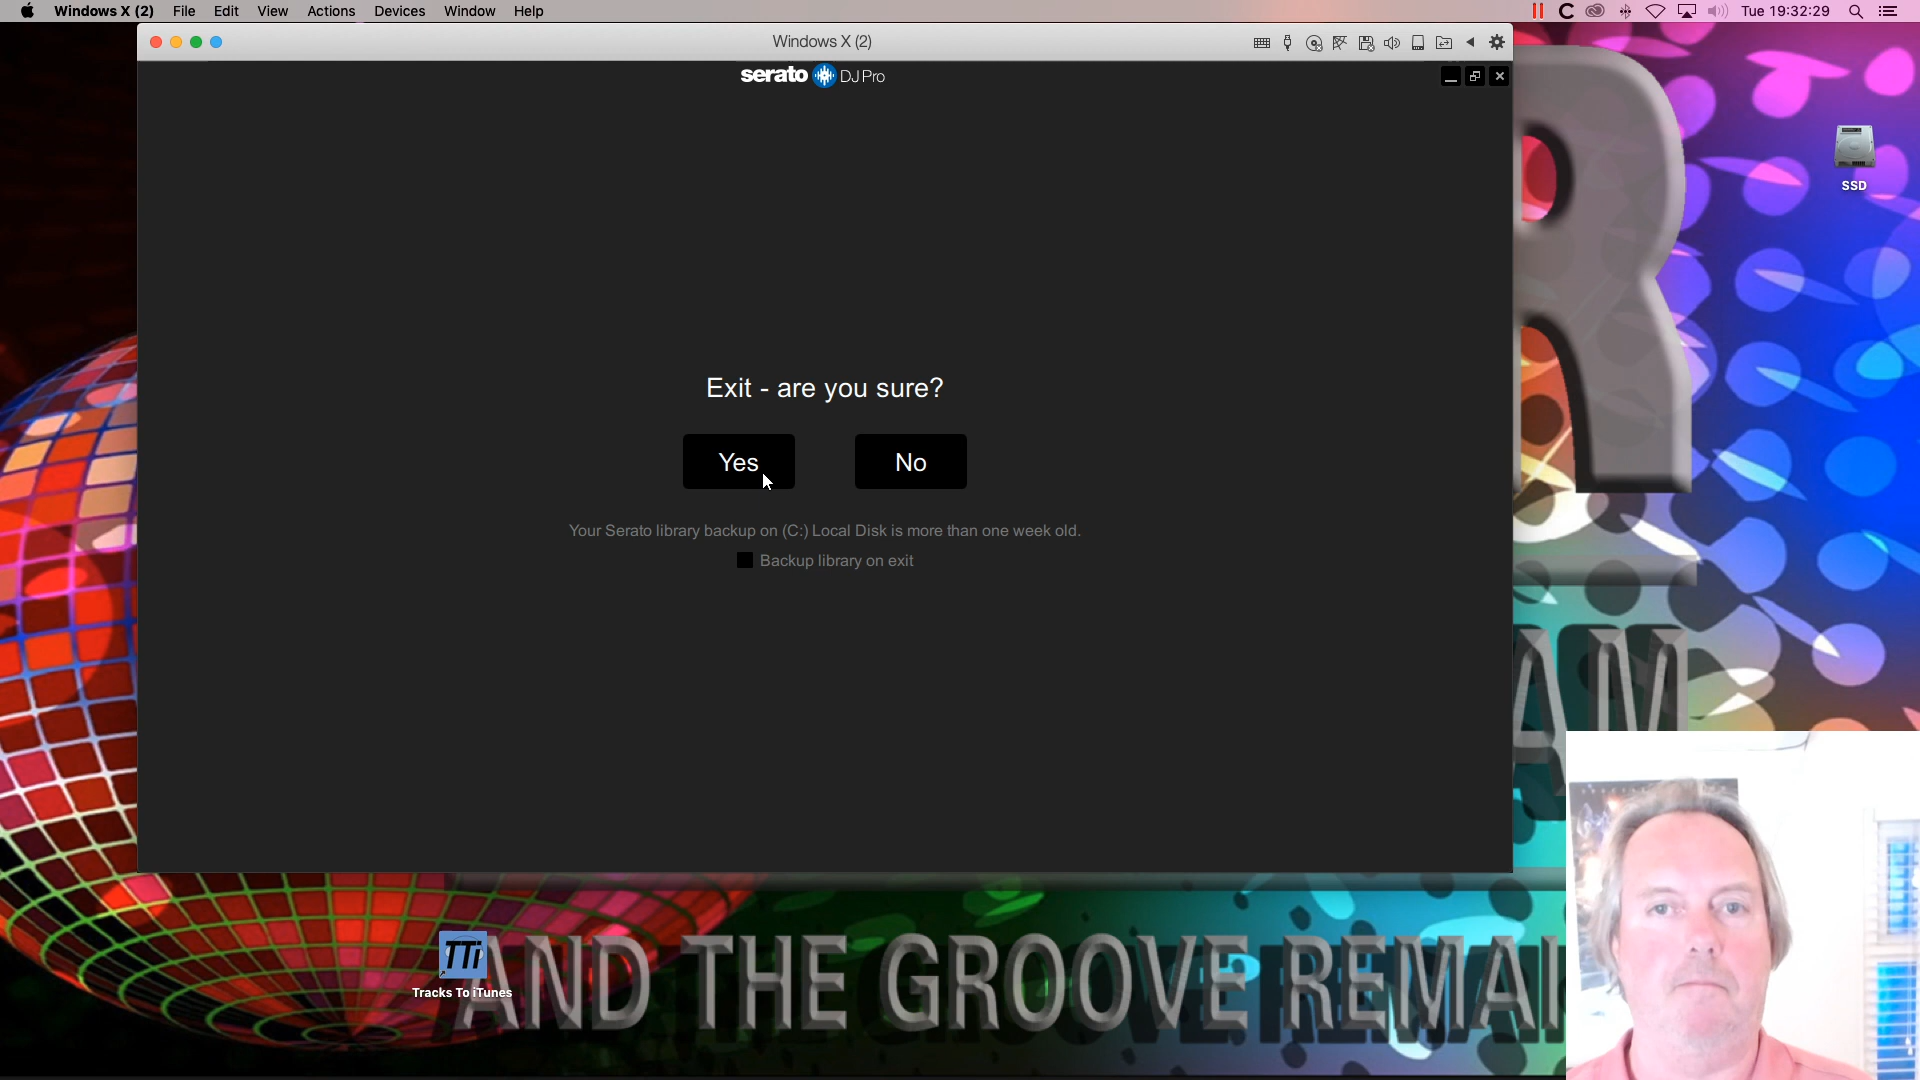 Windows X (2) File Edit View Actions Devices Window Help Tue 19:32:29
Windows X (2)
serato DJ Pro
SSD
Exit - are you sure?
Yes No
Your Serato library backup on (C:) Local Disk is more than one week old.
Backup library on exit
TTi
Tracks To iTunes
AND THE GROOVE